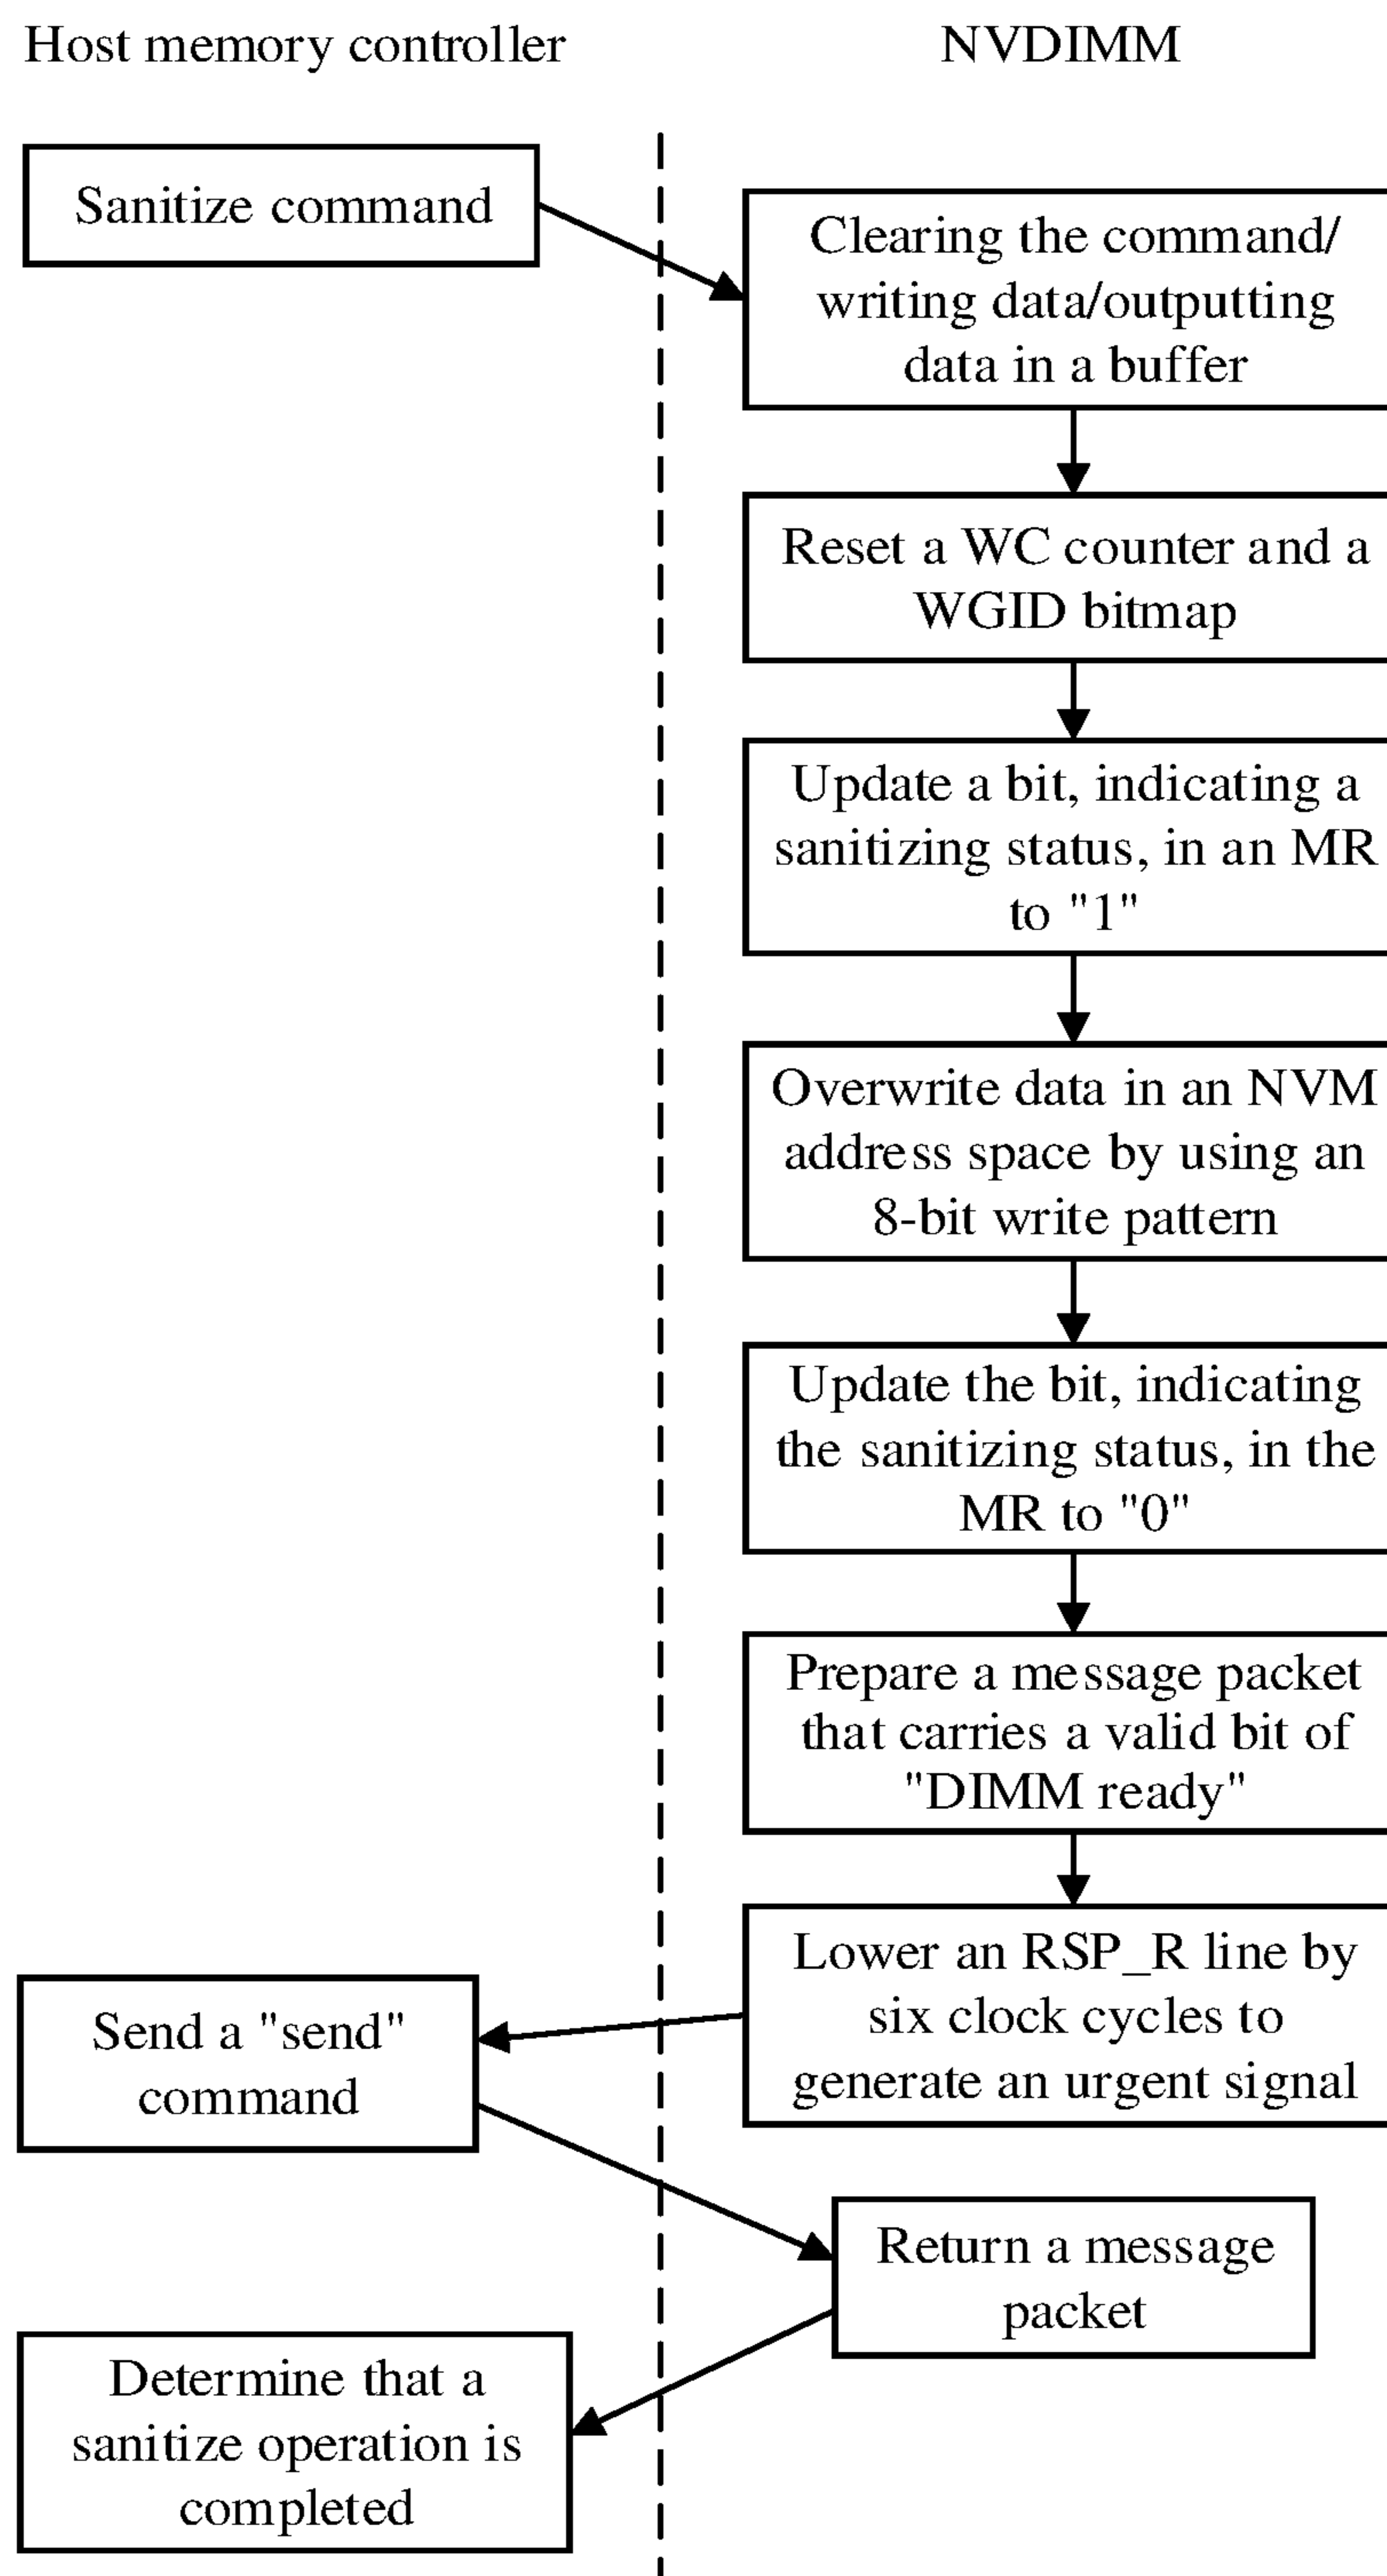 Host memory controller
NVDIMM
Sanitize command
Clearing the command/
writing data/outputting
data in a buffer
Reset a WC counter and a
WGID bitmap
Update a bit, indicating a
sanitizing status, in an MR
to "1"
Overwrite data in an NVM
address space by using an
8-bit write pattern
Update the bit, indicating
the sanitizing status, in the
MR to "0"
Prepare a message packet
that carries a valid bit of
"DIMM ready"
Lower an RSP_R line by
six clock cycles to
generate an urgent signal
Send a "send"
command
Return a message
packet
Determine that a
sanitize operation is
completed